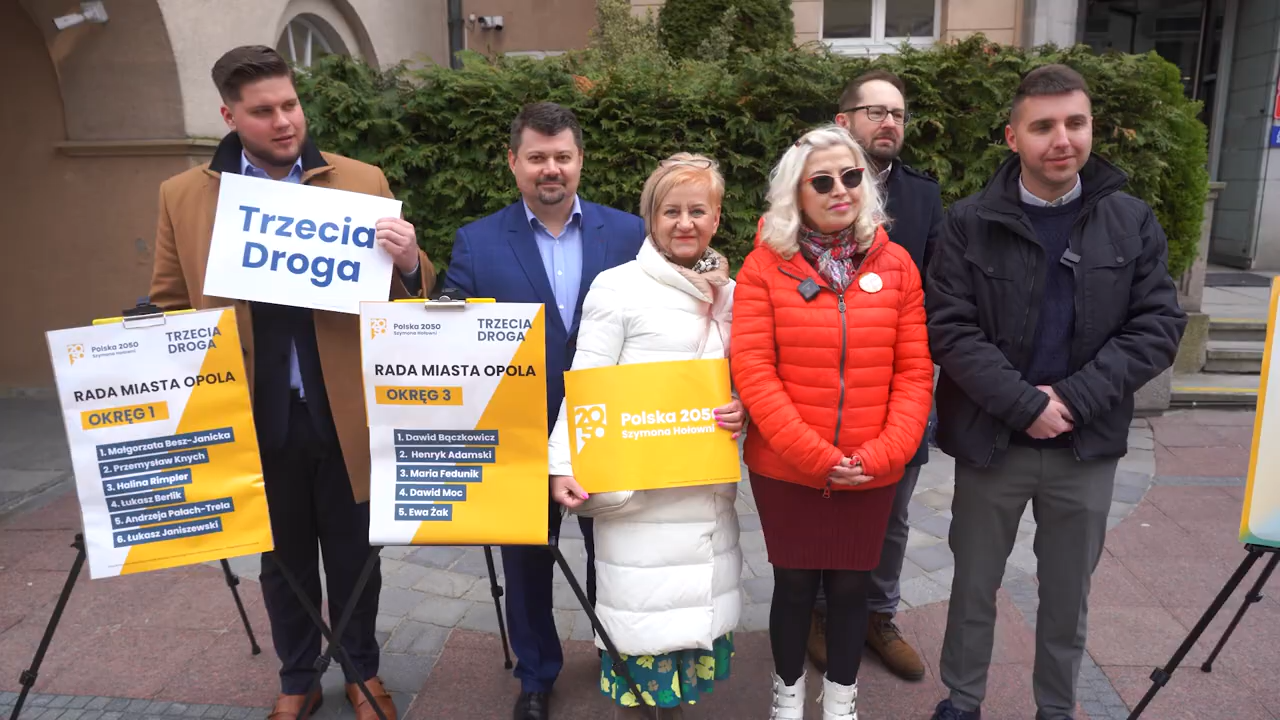 Trzecia
Droga
2050
Polska 2050
Szymona Hołowni
TRZECIA
DROGA
RADA MIASTA OPOLA
OKRĘG 1
1. Małgorzata Besz-Janicka
2. Przemysław Knych
3. Halina Rimpler
4. Łukasz Berlik
5. Andrzeja Pałach-Trela
6. Łukasz Janiszewski
2050
Polska 2050
Szymona Hołowni
TRZECIA
DROGA
RADA MIASTA OPOLA
OKRĘG 3
1. Dawid Bączkowicz
2. Henryk Adamski
3. Maria Fedunik
4. Dawid Moc
5. Ewa Żak
2050
Polska 2050
Szymona Hołowni